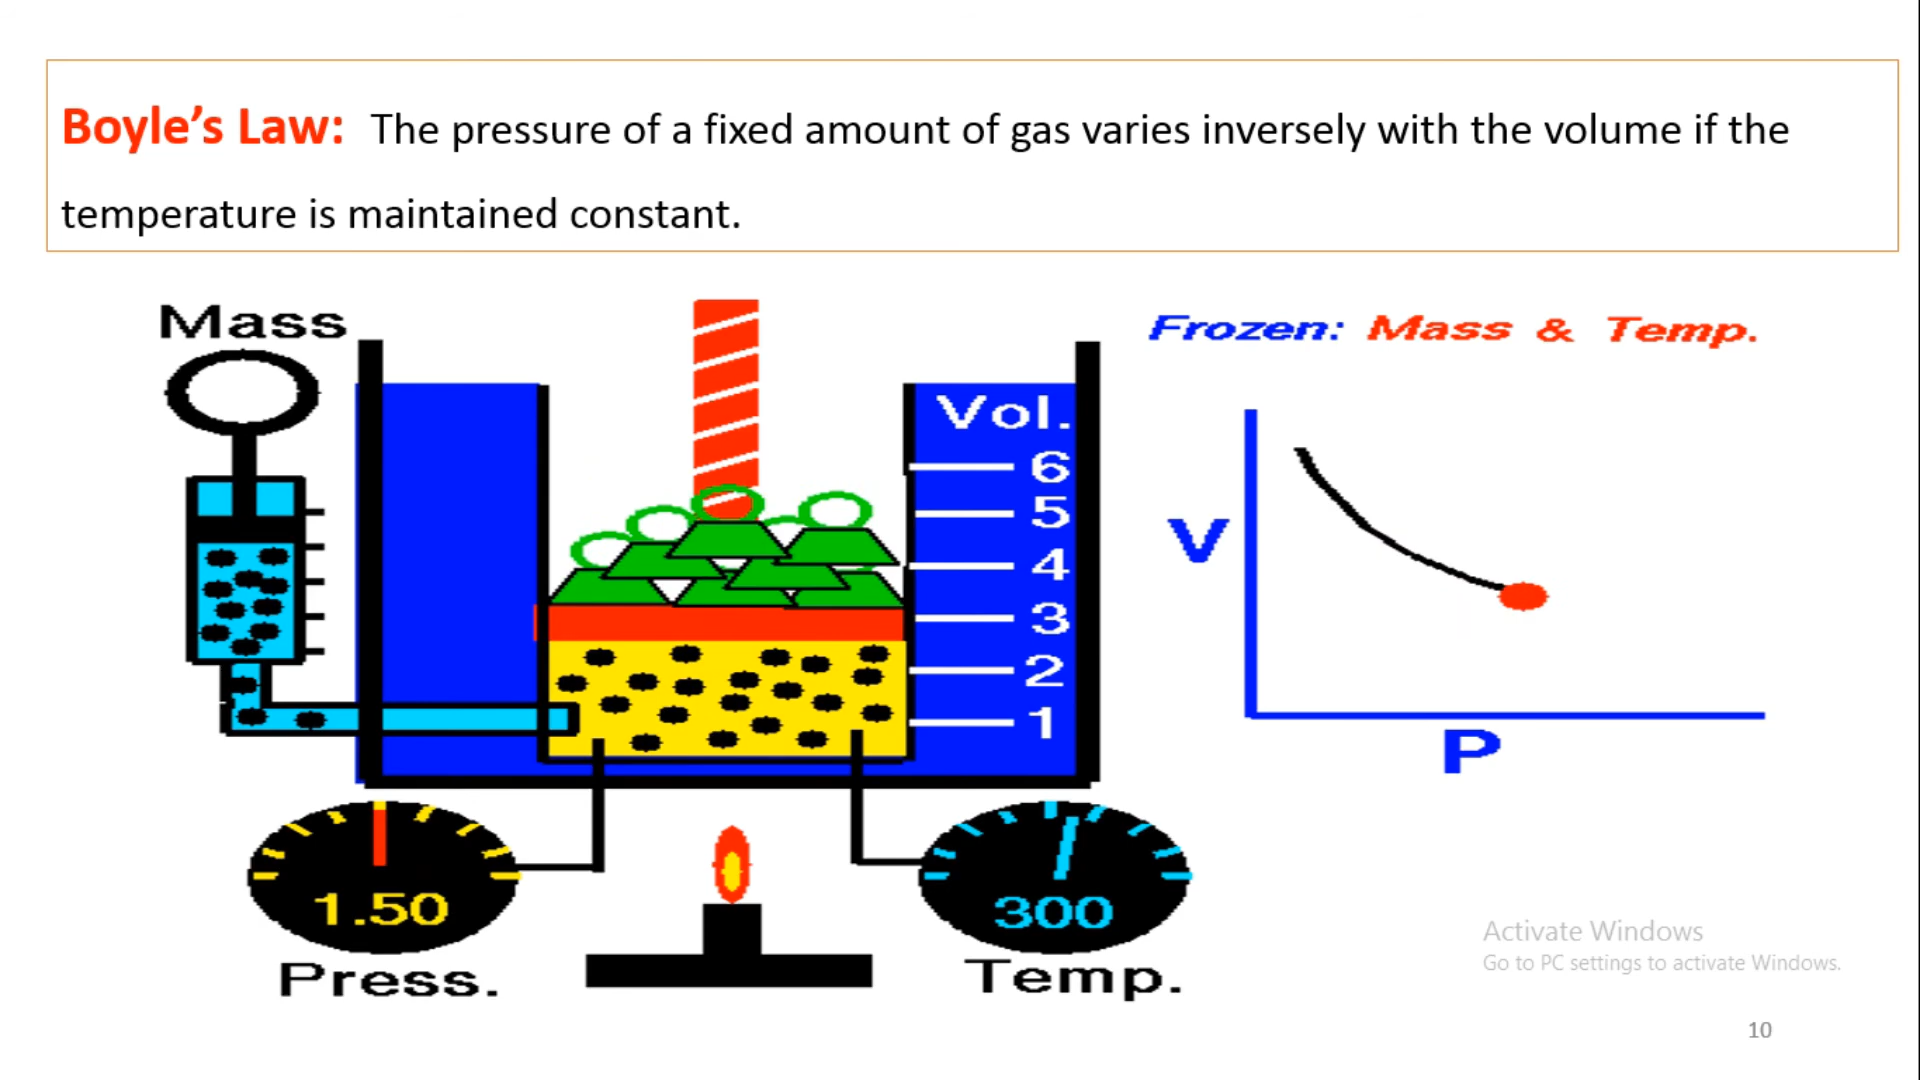 Boyle’s Law: The pressure of a fixed amount of gas varies inversely with the volume if the
temperature is maintained constant.
Mass
Frozen: Mass & Temp.
Vol.
6
5
4
3
2
1
V
P
1.50
300
Press.
Temp.
Activate Windows
Go to PC settings to activate Windows.
10